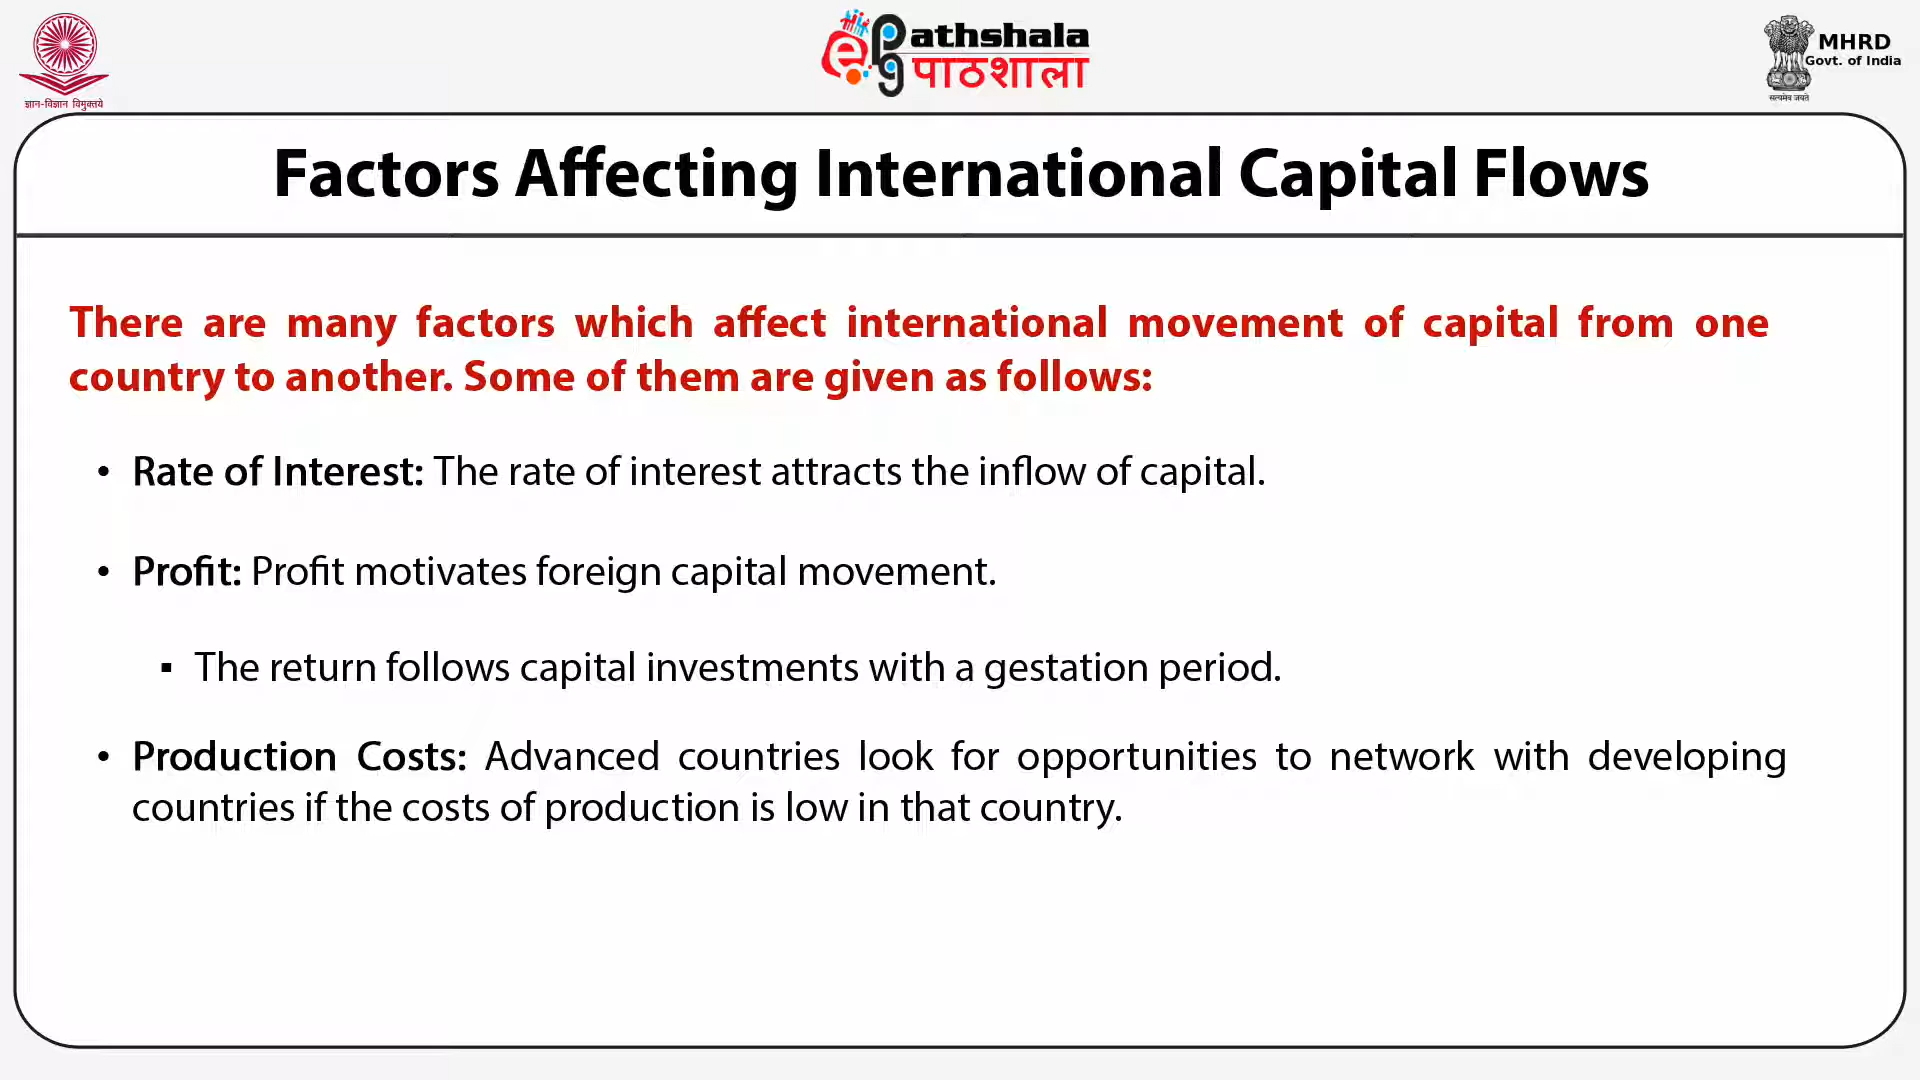 ज्ञान-विज्ञान विमुक्तये
ePathshala
पाठशाला
MHRD
Govt. of India
सत्यमेव जयते
Factors Affecting International Capital Flows
There are many factors which affect international movement of capital from one
country to another. Some of them are given as follows:
• Rate of Interest: The rate of interest attracts the inflow of capital.
• Profit: Profit motivates foreign capital movement.
▪ The return follows capital investments with a gestation period.
• Production Costs: Advanced countries look for opportunities to network with developing
countries if the costs of production is low in that country.